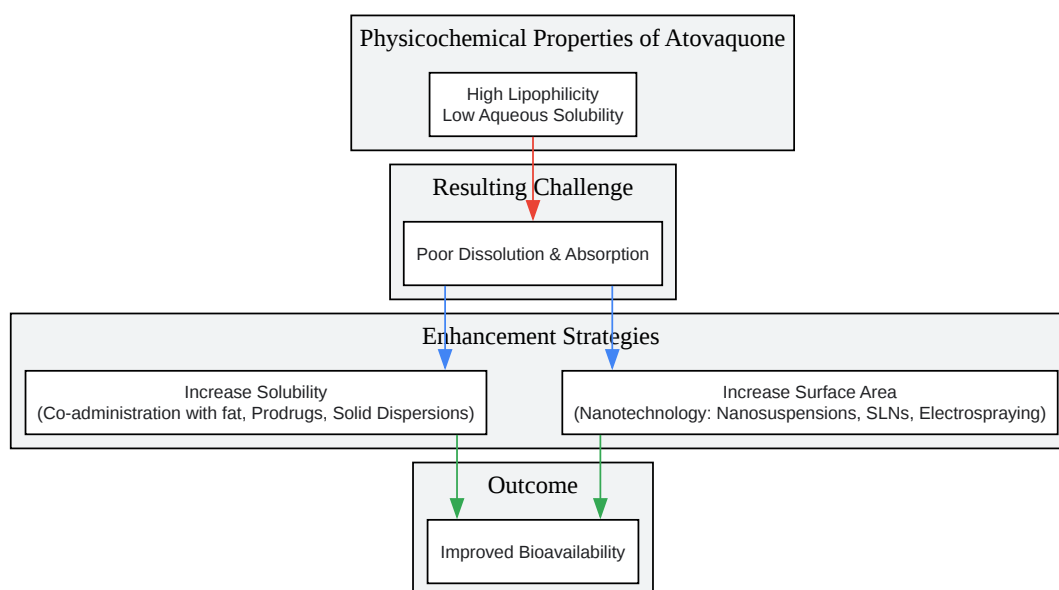 Physicochemical Properties of Atovaquone
High Lipophilicity
Low Aqueous Solubility
Resulting Challenge
Poor Dissolution & Absorption
Enhancement Strategies
Increase Solubility
(Co-administration with fat, Prodrugs, Solid Dispersions)
Increase Surface Area
(Nanotechnology: Nanosuspensions, SLNs, Electrospraying)
Outcome
Improved Bioavailability